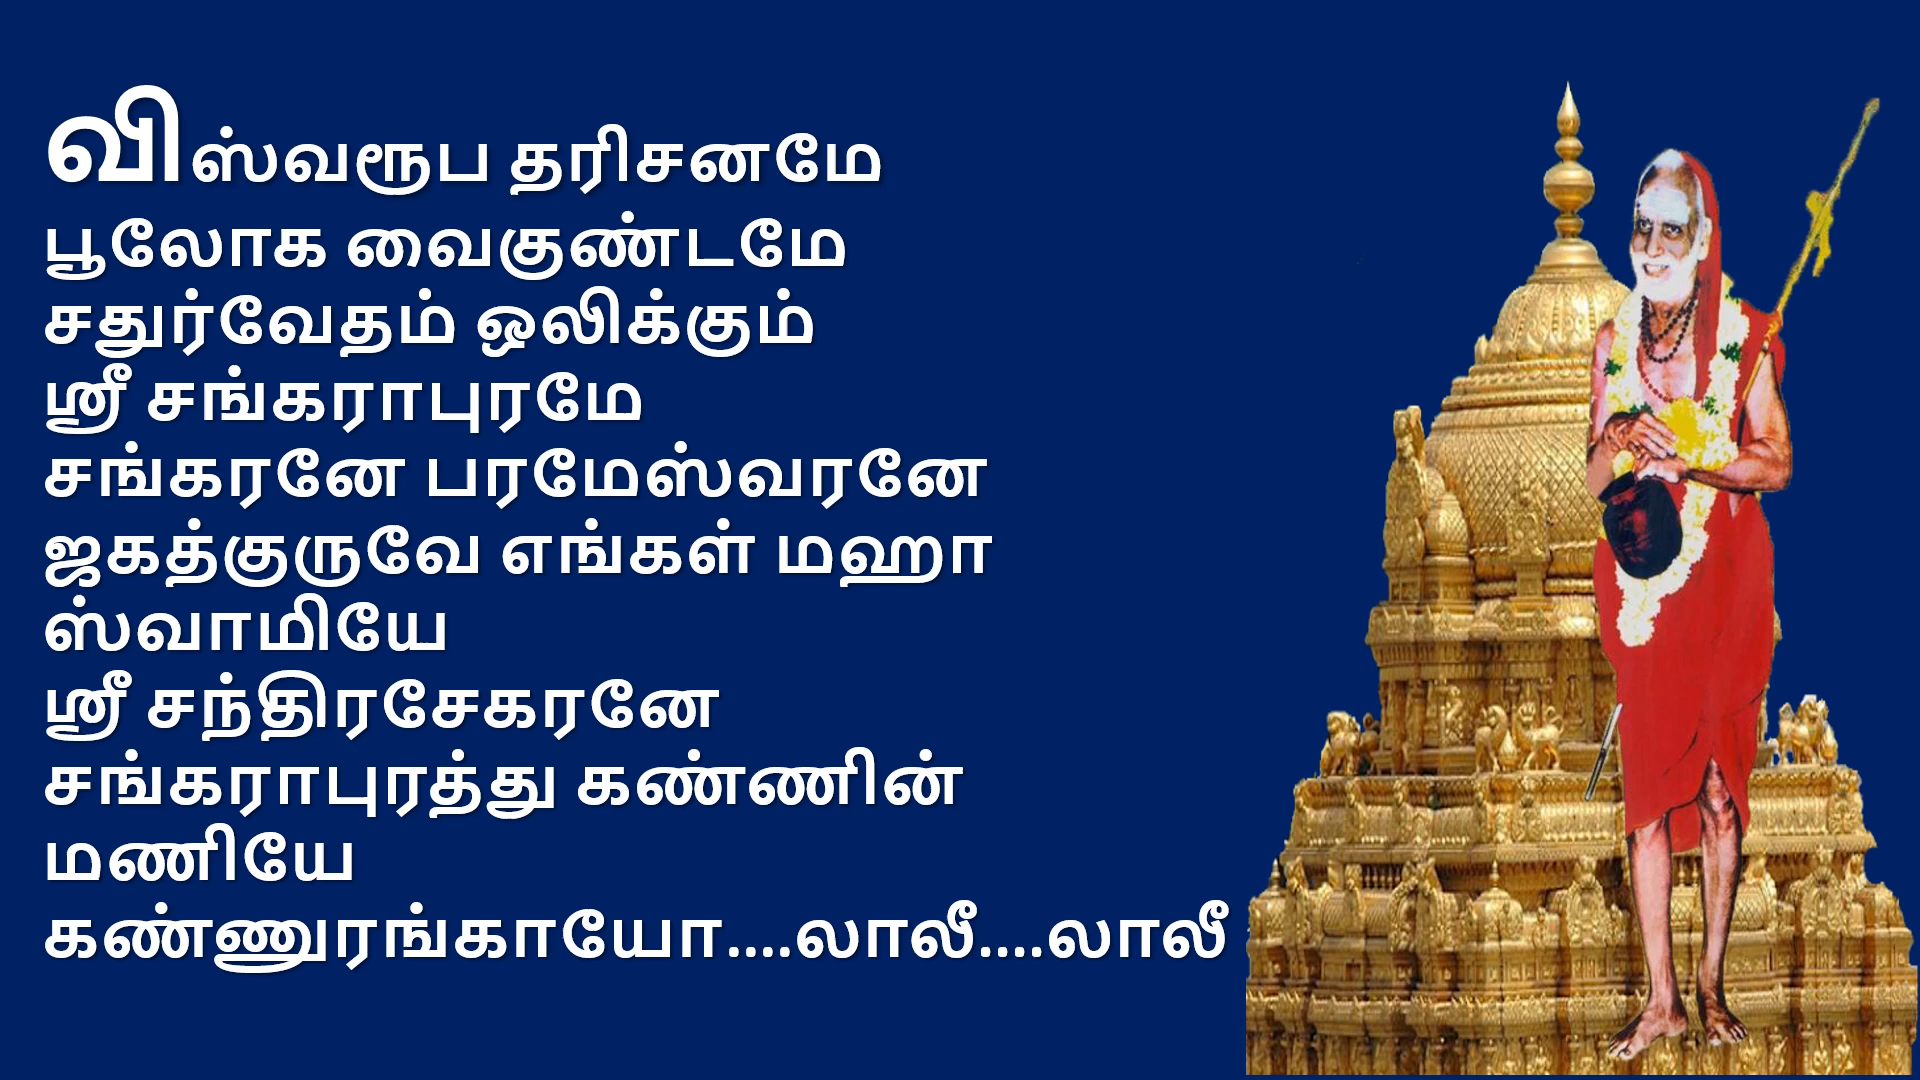 விஸ்வரூப தரிசனமே
பூலோக வைகுண்டமே
சதுர்வேதம் ஒலிக்கும்
ஸ்ரீ சங்கராபுரமே
சங்கரனே பரமேஸ்வரனே
ஜகத்குருவே எங்கள் மஹா
ஸ்வாமியே
ஸ்ரீ சந்திரசேகரனே
சங்கராபுரத்து கண்ணின்
மணியே
கண்ணுரங்காயோ....லாலீ....லாலீ